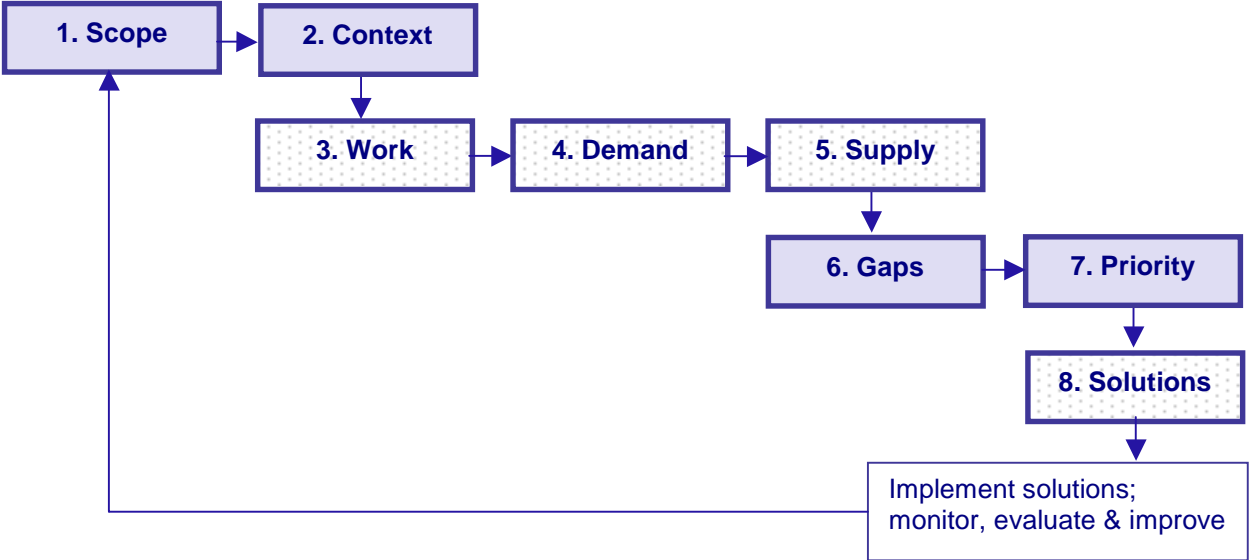 1. Scope
2. Context
3. Work
4. Demand
5. Supply
6. Gaps
7. Priority
8. Solutions
Implement solutions;
monitor, evaluate & improve